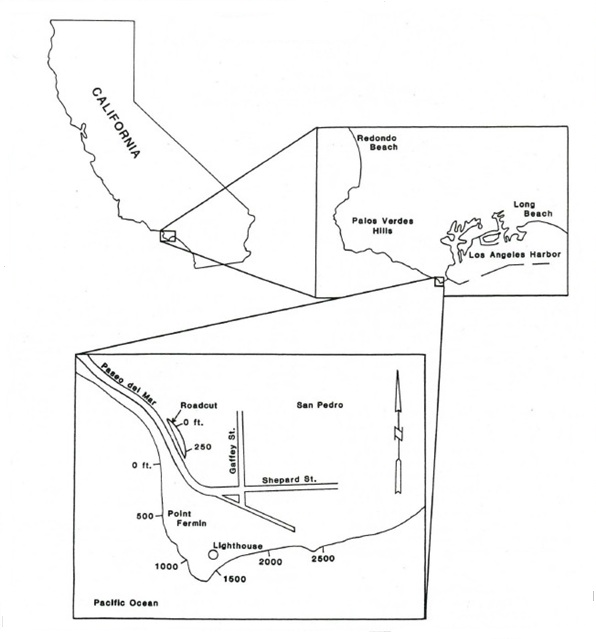 CALIFORNIA
Redondo
Beach
Palos Verdes
Hills
Long
Beach
Los Angeles Harbor
Paseo del Mar
Roadcut
0 ft.
250
San Pedro
N
Gaffey St.
0 ft.
Shepard St.
500
Point
Fermin
Lighthouse
1000
1500
2000
2500
Pacific Ocean